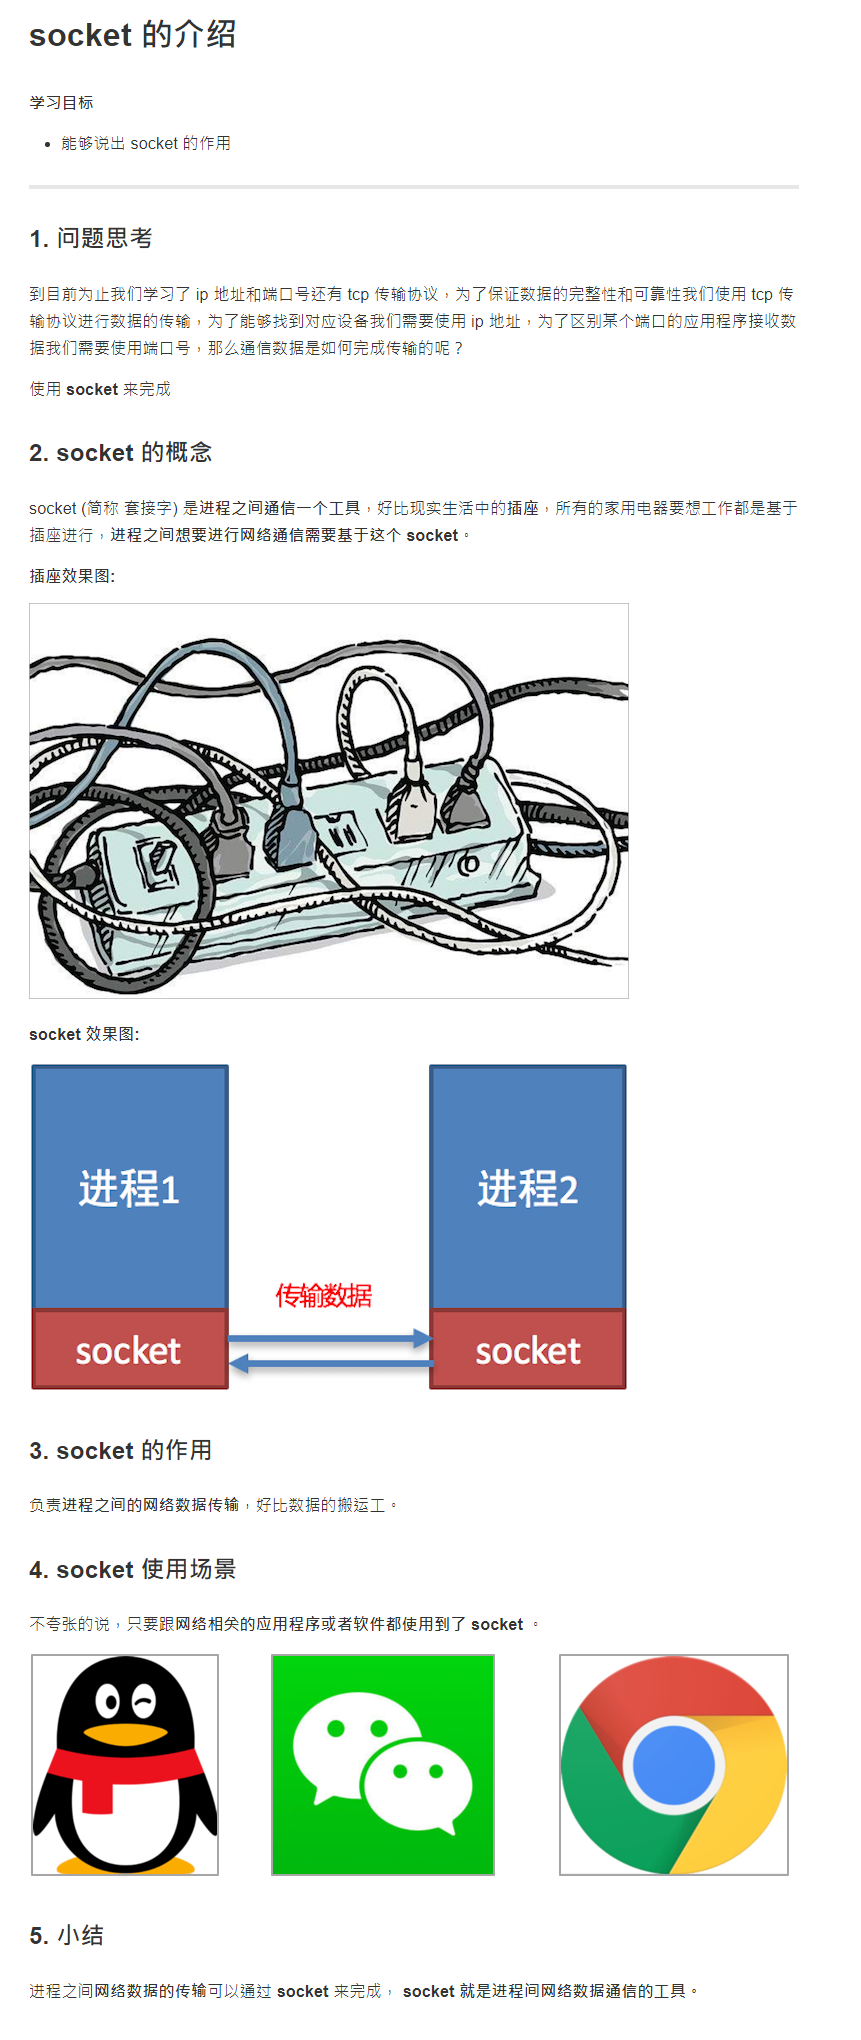 socket 的介绍
学习目标
• 能够说出 socket 的作用
1. 问题思考
到目前为止我们学习了 ip 地址和端口号还有 tcp 传输协议，为了保证数据的完整性和可靠性我们使用 tcp 传
输协议进行数据的传输，为了能够找到对应设备我们需要使用 ip 地址，为了区别某个端口的应用程序接收数
据我们需要使用端口号，那么通信数据是如何完成传输的呢？
使用 socket 来完成
2. socket 的概念
socket (简称 套接字) 是进程之间通信一个工具，好比现实生活中的插座，所有的家用电器要想工作都是基于
插座进行，进程之间想要进行网络通信需要基于这个 socket。
插座效果图:
socket 效果图:
进程1
进程2
传输数据
socket
socket
3. socket 的作用
负责进程之间的网络数据传输，好比数据的搬运工。
4. socket 使用场景
不夸张的说，只要跟网络相关的应用程序或者软件都使用到了 socket 。
5. 小结
进程之间网络数据的传输可以通过 socket 来完成， socket 就是进程间网络数据通信的工具。